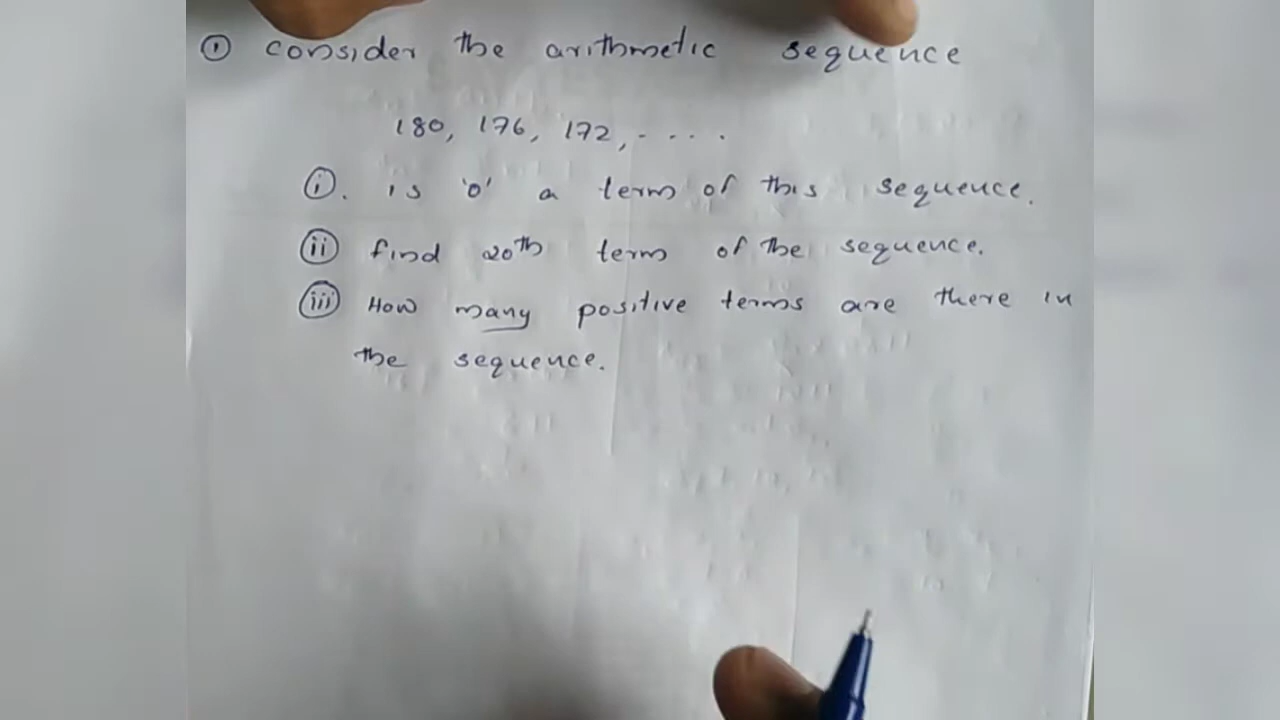 ① consider the arithmetic sequence
180, 176, 172, - - - .
ⓘ. is 'o' a term of this sequence.
ⓘⓘ find 20th term of the sequence.
ⓘⓘⓘ How many positive terms are there in
the sequence.